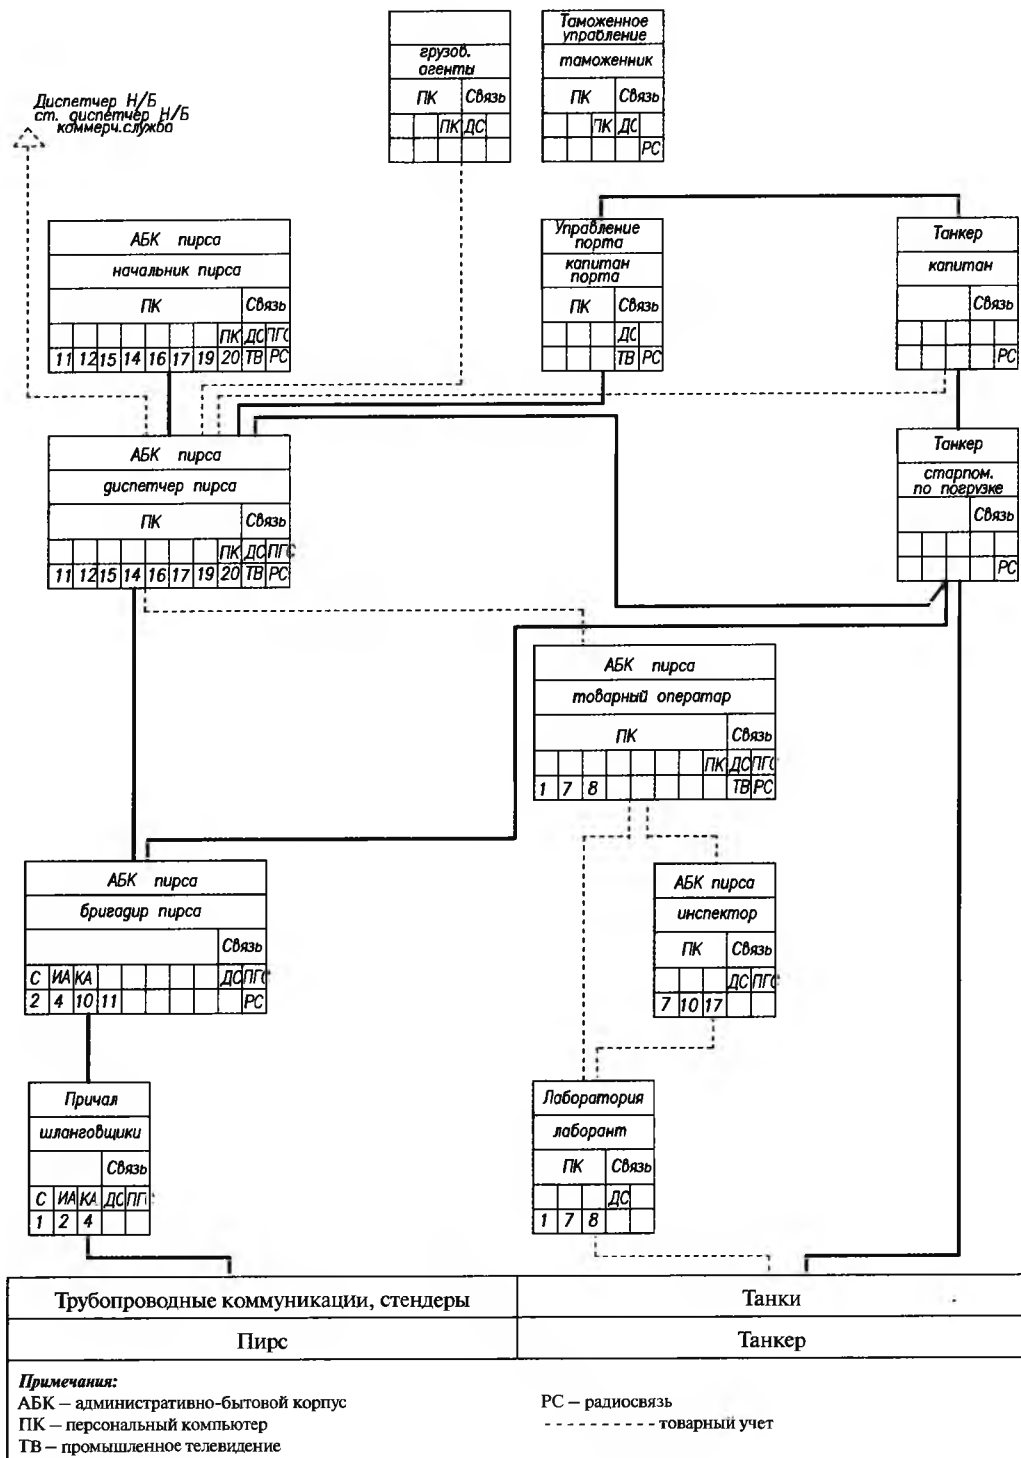 Диспетчер Н/Б
ст. диспетчер Н/Б
коммерч.служба
грузов.
агенты
ПК Связь
ПК ДС
Таможенное
управление
таможенник
ПК Связь
ПК ДС
РС
АБК пирса
начальник пирса
ПК Связь
ПК ДС ПГС
11 12 15 14 16 17 19 20 ТВ РС
Управление
порта
капитан
порта
ПК Связь
ДС
ТВ РС
Танкер
капитан
Связь
РС
АБК пирса
диспетчер пирса
ПК Связь
ПК ДС ПГС
11 12 15 14 16 17 19 20 ТВ РС
Танкер
старпом.
по погрузке
Связь
РС
АБК пирса
товарный оператар
ПК Связь
ПК ДС ПГС
1 7 8 ТВ РС
АБК пирса
бригадир пирса
Связь
С ИА КА ДС ПГС
2 4 10 11 РС
АБК пирса
инспектор
ПК Связь
ДС ПГС
7 10 17
Причал
шланговщики
Связь
С ИА КА ДС ПГС
1 2 4
Лаборатория
лаборант
ПК Связь
ДС
1 7 8
Трубопроводные коммуникации, стендеры Танки
Пирс Танкер
Примечания:
АБК – административно-бытовой корпус
ПК – персональный компьютер
ТВ – промышленное телевидение
РС – радиосвязь
- - - - - - - - - товарный учет